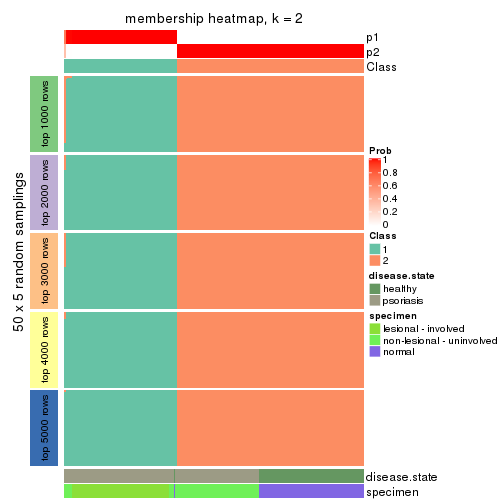 membership heatmap, k = 2
p1
p2
Class
50 x 5 random samplings
top 1000 rows
top 2000 rows
top 3000 rows
top 4000 rows
top 5000 rows
Prob
1
0.8
0.6
0.4
0.2
0
Class
1
2
disease.state
healthy
psoriasis
specimen
lesional - involved
non-lesional - uninvolved
normal
disease.state
specimen